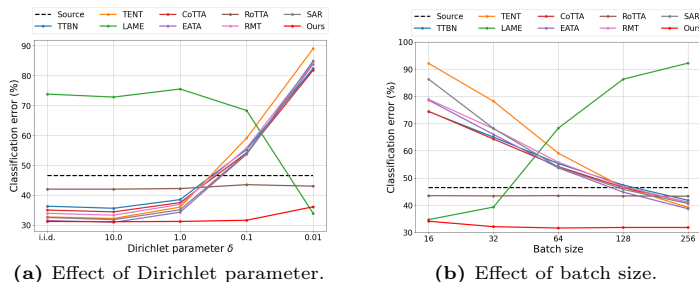 Source TENT CoTTA RoTTA SAR
TTBN LAME EATA RMT Ours
Classification error (%)
90
80
70
60
50
40
30
i.i.d. 10.0 1.0 0.1 0.01
Dirichlet parameter δ
(a) Effect of Dirichlet parameter.
Source TENT CoTTA RoTTA SAR
TTBN LAME EATA RMT Ours
Classification error (%)
100
90
80
70
60
50
40
30
16 32 64 128 256
Batch size
(b) Effect of batch size.